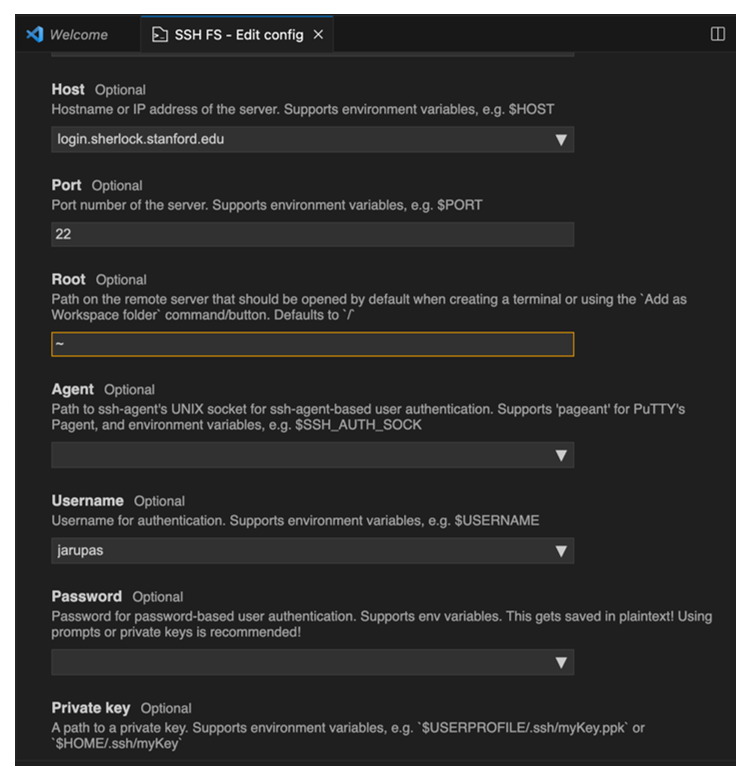 Welcome
SSH FS - Edit config
Host Optional
Hostname or IP address of the server. Supports environment variables, e.g. $HOST
login.sherlock.stanford.edu
Port Optional
Port number of the server. Supports environment variables, e.g. $PORT
22
Root Optional
Path on the remote server that should be opened by default when creating a terminal or using the `Add as
Workspace folder` command/button. Defaults to `/`
~
Agent Optional
Path to ssh-agent's UNIX socket for ssh-agent-based user authentication. Supports 'pageant' for PuTTY's
Pagent, and environment variables, e.g. $SSH_AUTH_SOCK
Username Optional
Username for authentication. Supports environment variables, e.g. $USERNAME
jarupas
Password Optional
Password for password-based user authentication. Supports env variables. This gets saved in plaintext! Using
prompts or private keys is recommended!
Private key Optional
A path to a private key. Supports environment variables, e.g. `$USERPROFILE/.ssh/myKey.ppk` or
`$HOME/.ssh/myKey`